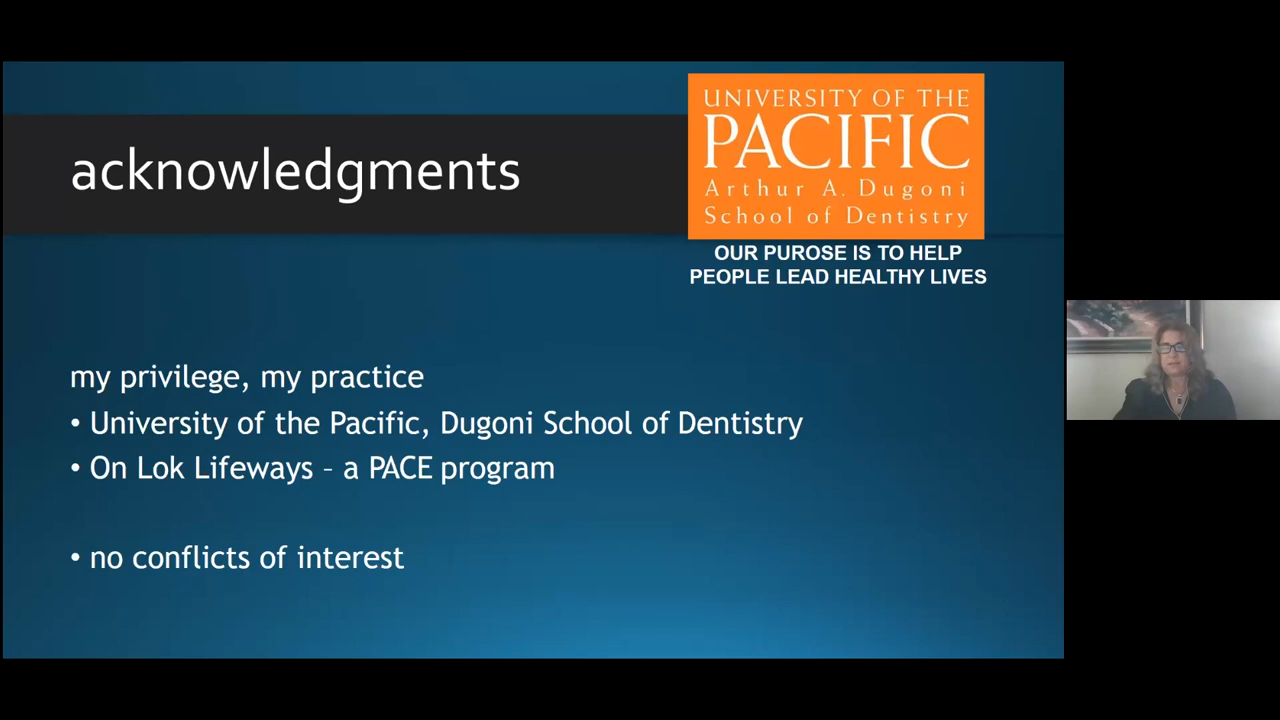 acknowledgments
UNIVERSITY OF THE
PACIFIC
Arthur A. Dugoni
School of Dentistry
OUR PUROSE IS TO HELP
PEOPLE LEAD HEALTHY LIVES
my privilege, my practice
• University of the Pacific, Dugoni School of Dentistry
• On Lok Lifeways – a PACE program
• no conflicts of interest